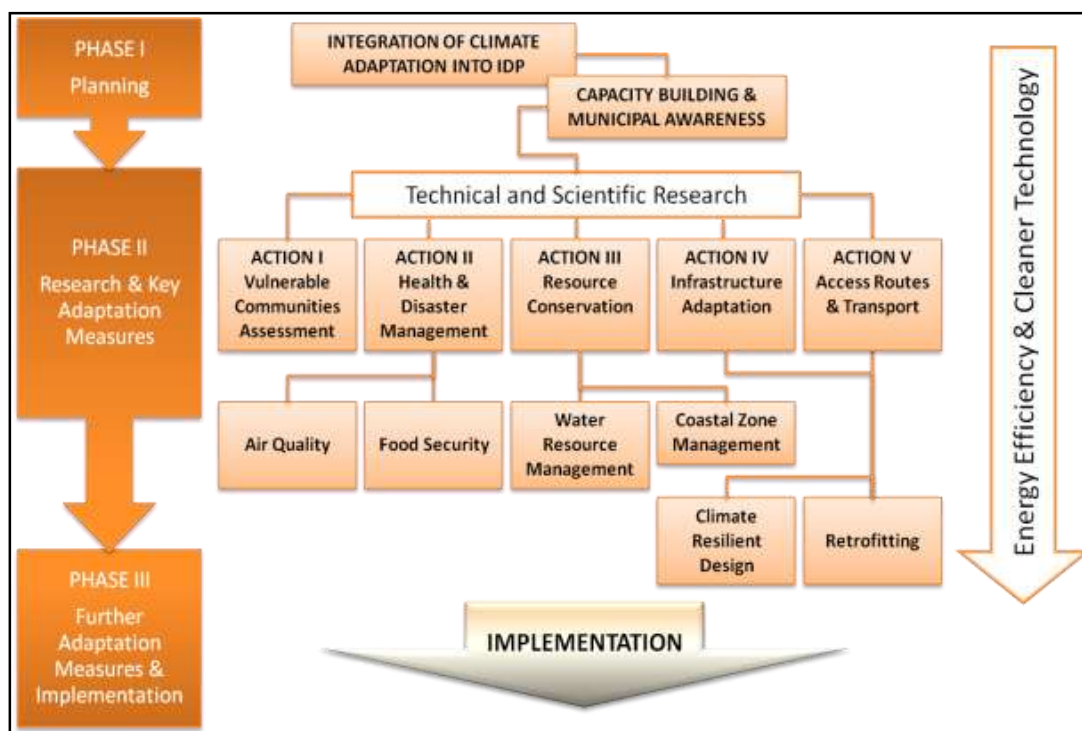 PHASE I
Planning
INTEGRATION OF CLIMATE
ADAPTATION INTO IDP
CAPACITY BUILDING &
MUNICIPAL AWARENESS
PHASE II
Research & Key
Adaptation
Measures
Technical and Scientific Research
ACTION I
Vulnerable
Communities
Assessment
ACTION II
Health &
Disaster
Management
ACTION III
Resource
Conservation
ACTION IV
Infrastructure
Adaptation
ACTION V
Access Routes
& Transport
Air Quality
Food Security
Water
Resource
Management
Coastal Zone
Management
Climate
Resilient
Design
Retrofitting
PHASE III
Further
Adaptation
Measures &
Implementation
IMPLEMENTATION
Energy Efficiency & Cleaner Technology